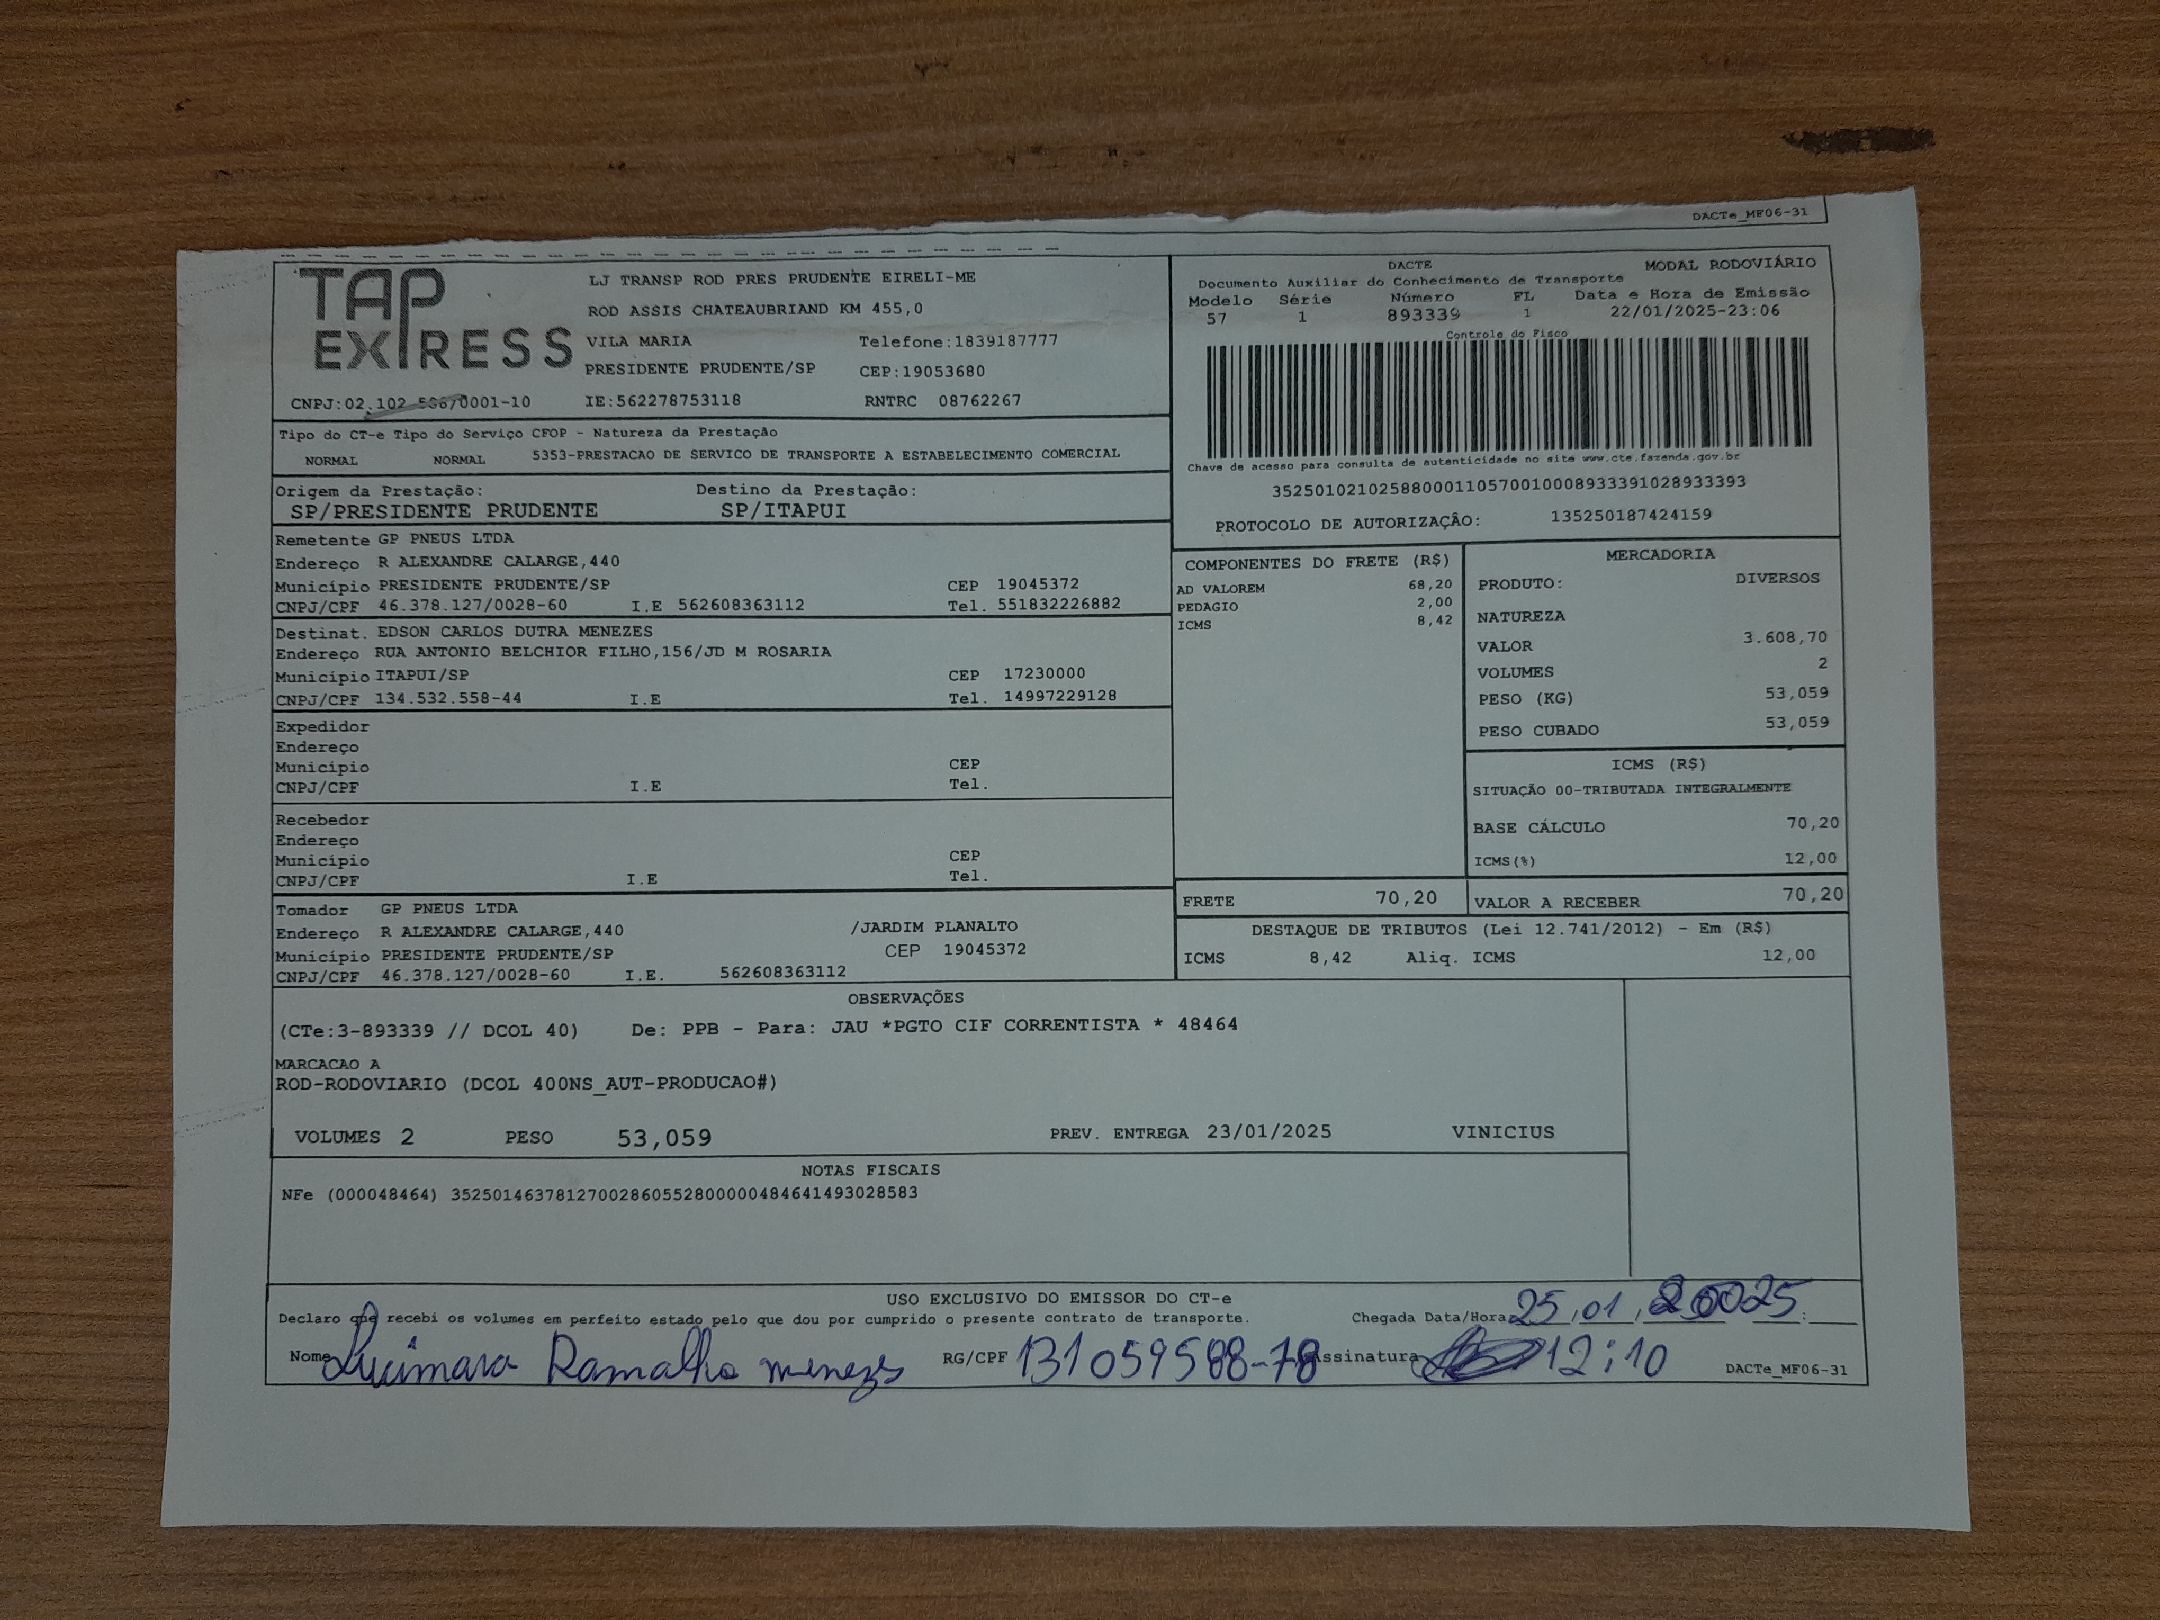 DACTe_MF06-31
TAP EXPRESS
LJ TRANSP ROD PRES PRUDENTE EIRELI-ME
ROD ASSIS CHATEAUBRIAND KM 455,0
VILA MARIA Telefone:1839187777
PRESIDENTE PRUDENTE/SP CEP:19053680
CNPJ:02.102.586/0001-10 IE:562278753118 RNTRC 08762267
DACTE MODAL RODOVIÁRIO
Documento Auxiliar do Conhecimento de Transporte
Modelo Série Número FL Data e Hora de Emissão
57 1 893339 1 22/01/2025-23:06
Controle do Fisco
Chave de acesso para consulta de autenticidade no site www.cte.fazenda.gov.br
35250102102588000110570010008933391028933393
PROTOCOLO DE AUTORIZAÇÂO: 135250187424159
Tipo do CT-e Tipo do Serviço CFOP - Natureza da Prestação
NORMAL NORMAL 5353-PRESTACAO DE SERVICO DE TRANSPORTE A ESTABELECIMENTO COMERCIAL
Origem da Prestação: Destino da Prestação:
SP/PRESIDENTE PRUDENTE SP/ITAPUI
Remetente GP PNEUS LTDA
Endereço R ALEXANDRE CALARGE,440
Município PRESIDENTE PRUDENTE/SP CEP 19045372
CNPJ/CPF 46.378.127/0028-60 I.E 562608363112 Tel. 551832226882
Destinat. EDSON CARLOS DUTRA MENEZES
Endereço RUA ANTONIO BELCHIOR FILHO,156/JD M ROSARIA
Município ITAPUI/SP CEP 17230000
CNPJ/CPF 134.532.558-44 I.E Tel. 14997229128
Expedidor
Endereço
Município CEP
CNPJ/CPF I.E Tel.
Recebedor
Endereço
Município CEP
CNPJ/CPF I.E Tel.
Tomador GP PNEUS LTDA
Endereço R ALEXANDRE CALARGE,440 /JARDIM PLANALTO
Município PRESIDENTE PRUDENTE/SP CEP 19045372
CNPJ/CPF 46.378.127/0028-60 I.E. 562608363112
COMPONENTES DO FRETE (R$)
AD VALOREM 68,20
PEDAGIO 2,00
ICMS 8,42
MERCADORIA
PRODUTO: DIVERSOS
NATUREZA
VALOR 3.608,70
VOLUMES 2
PESO (KG) 53,059
PESO CUBADO 53,059
ICMS (R$)
SITUAÇÃO 00-TRIBUTADA INTEGRALMENTE
BASE CÁLCULO 70,20
ICMS(%) 12,00
FRETE 70,20 VALOR A RECEBER 70,20
DESTAQUE DE TRIBUTOS (Lei 12.741/2012) - Em (R$)
ICMS 8,42 Aliq. ICMS 12,00
OBSERVAÇÕES
(CTe:3-893339 // DCOL 40) De: PPB - Para: JAU *PGTO CIF CORRENTISTA * 48464
MARCACAO A
ROD-RODOVIARIO (DCOL 400NS_AUT-PRODUCAO#)
VOLUMES 2 PESO 53,059 PREV. ENTREGA 23/01/2025 VINICIUS
NOTAS FISCAIS
NFe (000048464) 35250146378127002860552800000484641493028583
USO EXCLUSIVO DO EMISSOR DO CT-e
Declaro que recebi os volumes em perfeito estado pelo que dou por cumprido o presente contrato de transporte. Chegada Data/Hora 25,01,
Nome Lucimara Ramalho menezes RG/CPF 131059588-78 Assinatura 12:10 DACTe_MF06-31